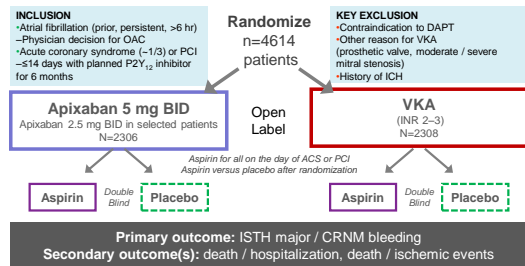 INCLUSION
•Atrial fibrillation (prior, persistent, >6 hr)
–Physician decision for OAC
•Acute coronary syndrome (~1/3) or PCI
–≤14 days with planned P2Y12 inhibitor
for 6 months
Randomize
n=4614
patients
KEY EXCLUSION
•Contraindication to DAPT
•Other reason for VKA
(prosthetic valve, moderate / severe
mitral stenosis)
•History of ICH
Apixaban 5 mg BID
Apixaban 2.5 mg BID in selected patients
N=2306
Open
Label
VKA
(INR 2–3)
N=2308
Aspirin for all on the day of ACS or PCI
Aspirin versus placebo after randomization
Aspirin
Double
Blind
Placebo
Aspirin
Double
Blind
Placebo
Primary outcome: ISTH major / CRNM bleeding
Secondary outcome(s): death / hospitalization, death / ischemic events